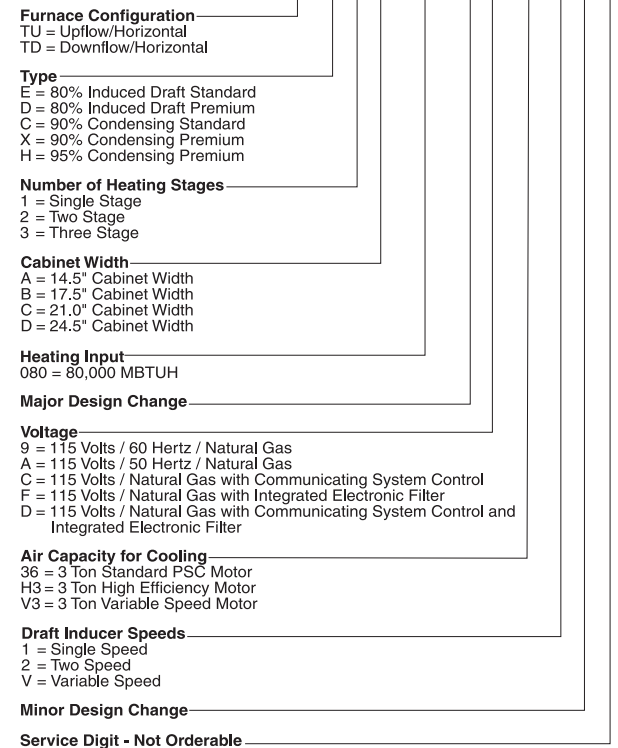 Furnace Configuration
TU = Upflow/Horizontal
TD = Downflow/Horizontal
Type
E = 80% Induced Draft Standard
D = 80% Induced Draft Premium
C = 90% Condensing Standard
X = 90% Condensing Premium
H = 95% Condensing Premium
Number of Heating Stages
1 = Single Stage
2 = Two Stage
3 = Three Stage
Cabinet Width
A = 14.5" Cabinet Width
B = 17.5" Cabinet Width
C = 21.0" Cabinet Width
D = 24.5" Cabinet Width
Heating Input
080 = 80,000 MBTUH
Major Design Change
Voltage
9 = 115 Volts / 60 Hertz / Natural Gas
A = 115 Volts / 50 Hertz / Natural Gas
C = 115 Volts / Natural Gas with Communicating System Control
F = 115 Volts / Natural Gas with Integrated Electronic Filter
D = 115 Volts / Natural Gas with Communicating System Control and
Integrated Electronic Filter
Air Capacity for Cooling
36 = 3 Ton Standard PSC Motor
H3 = 3 Ton High Efficiency Motor
V3 = 3 Ton Variable Speed Motor
Draft Inducer Speeds
1 = Single Speed
2 = Two Speed
V = Variable Speed
Minor Design Change
Service Digit - Not Orderable